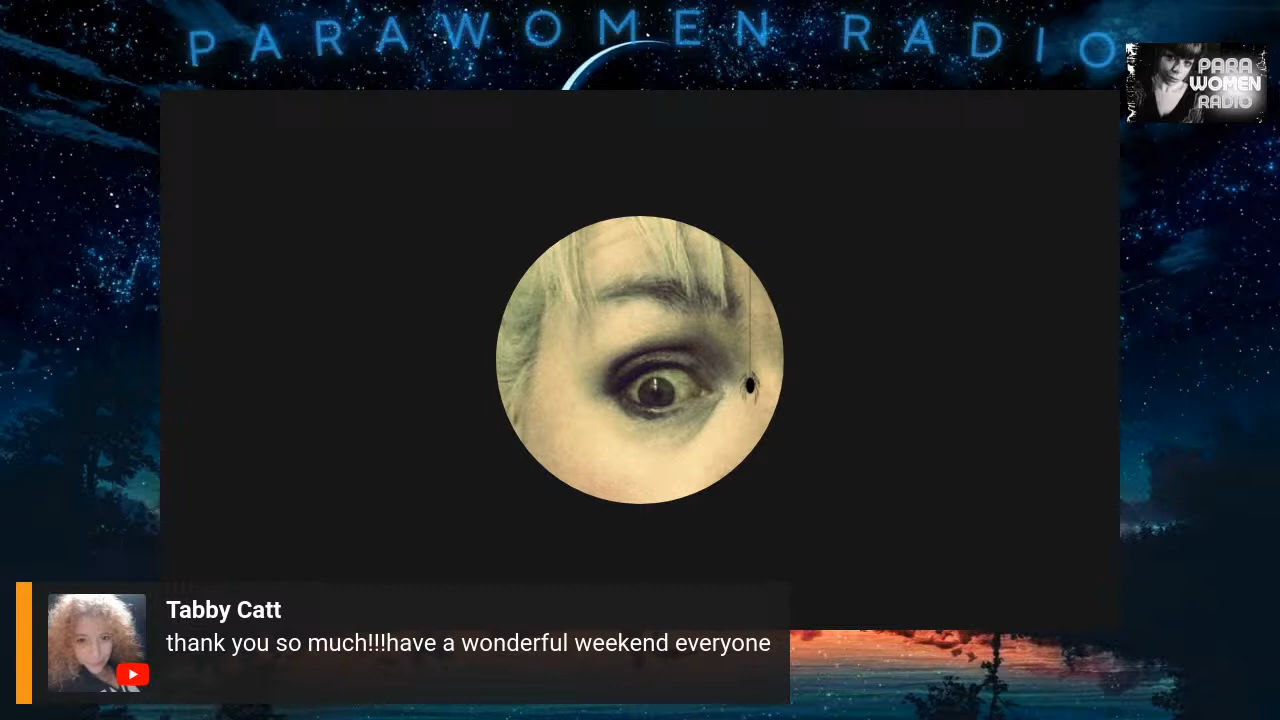 PARAWOMEN RADIO
PARA
WOMEN
RADIO
Tabby Catt
thank you so much!!!have a wonderful weekend everyone